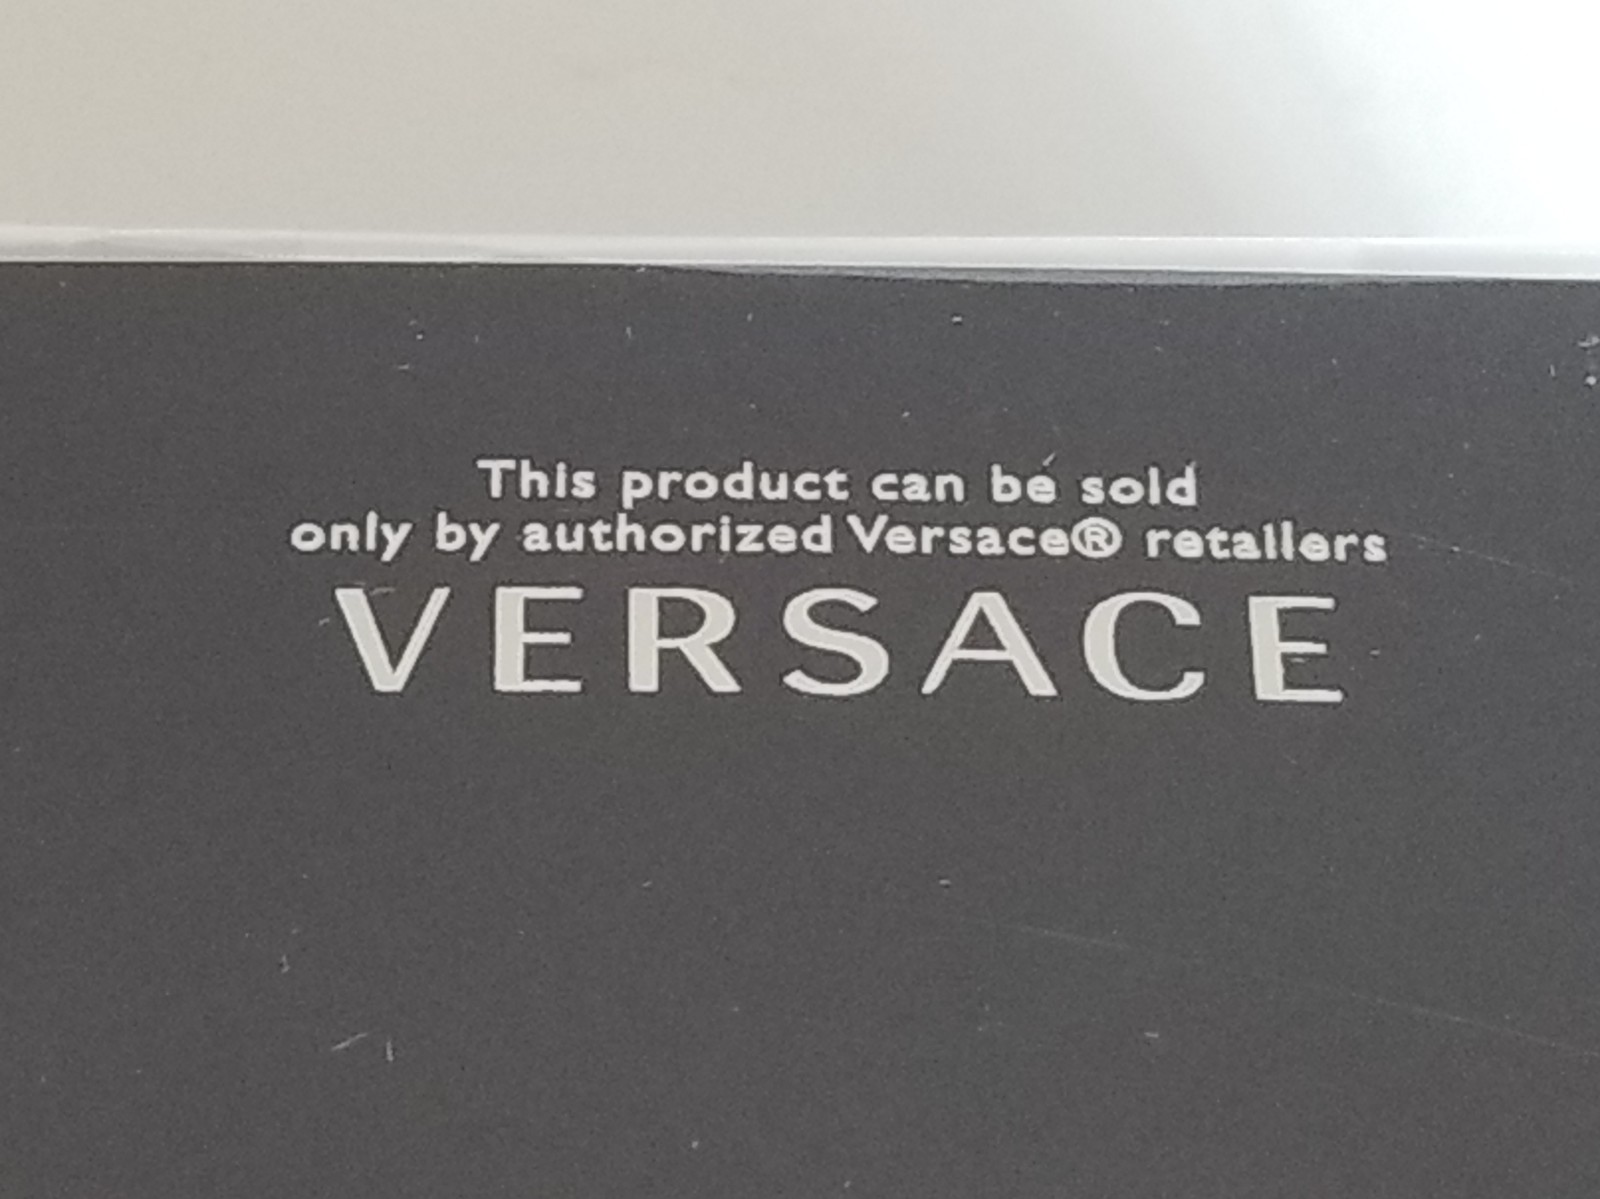 This product can be sold
only by authorized Versace® retailers
VERSACE